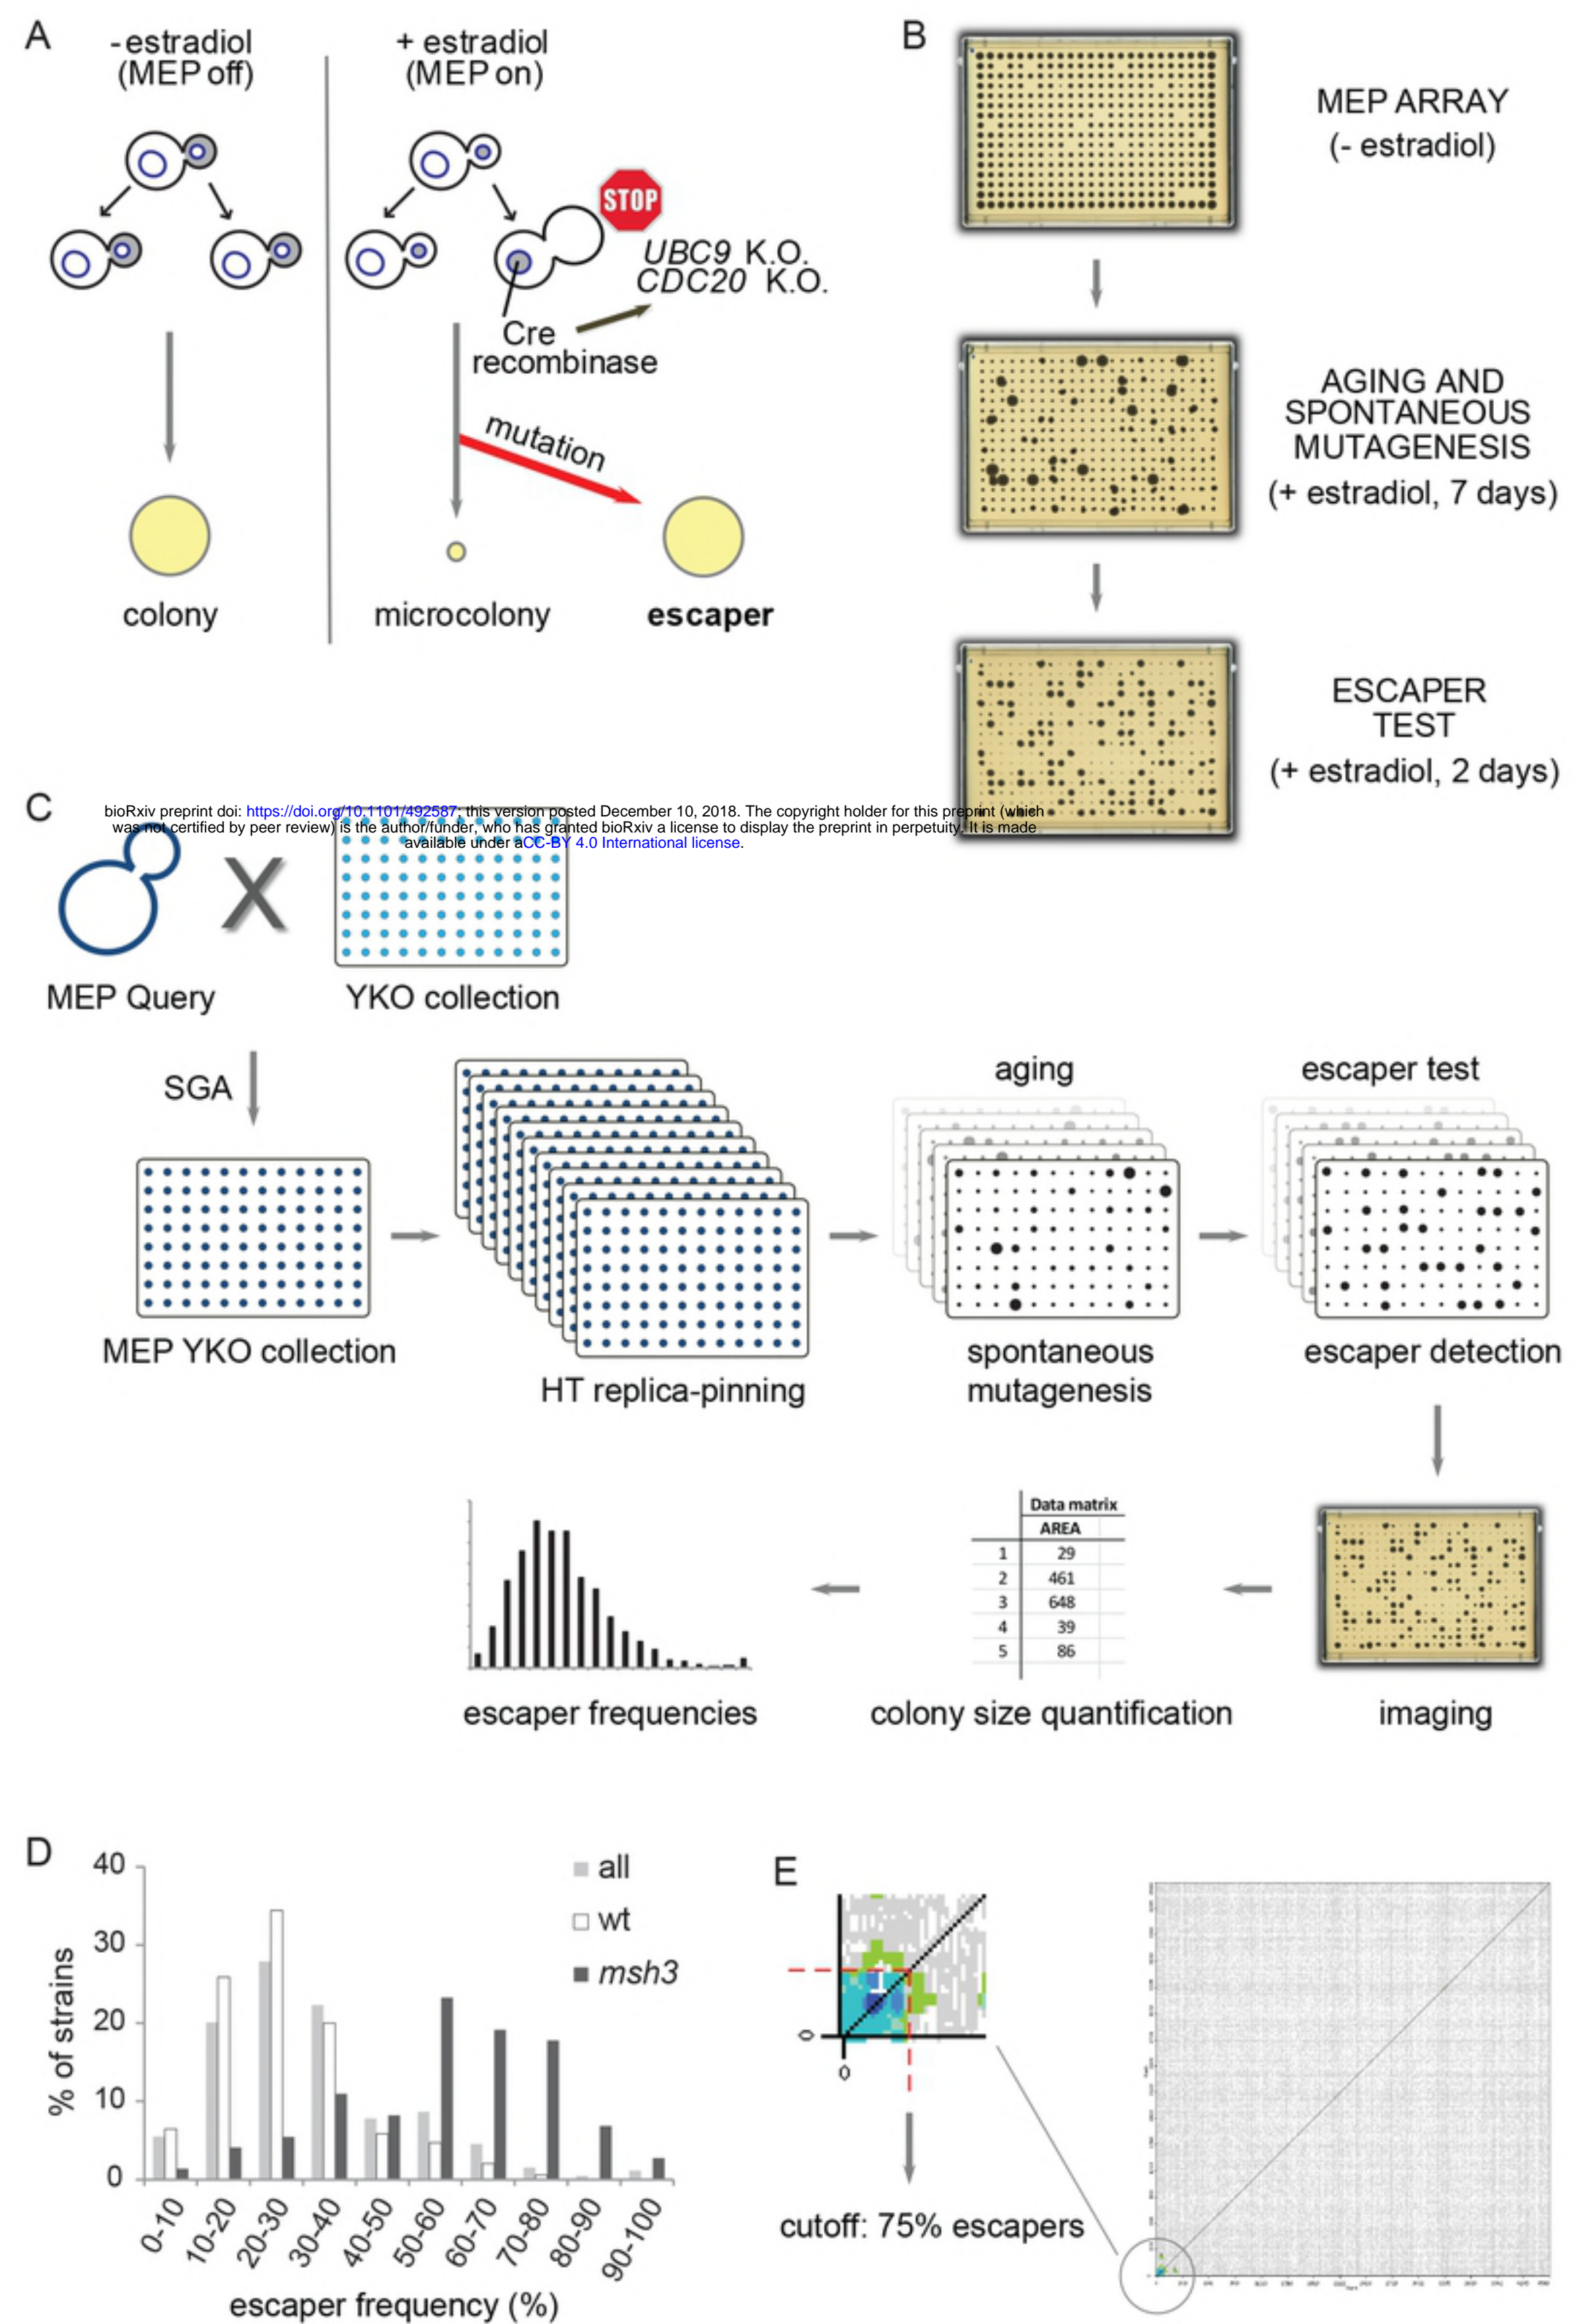 A
- estradiol
(MEP off)
+ estradiol
(MEP on)
STOP
UBC9 K.O.
CDC20 K.O.
Cre
recombinase
mutation
colony
microcolony
escaper
B
MEP ARRAY
(- estradiol)
AGING AND
SPONTANEOUS
MUTAGENESIS
(+ estradiol, 7 days)
ESCAPER
TEST
(+ estradiol, 2 days)
C
bioRxiv preprint doi: https://doi.org/10.1101/492587; this version posted December 10, 2018. The copyright holder for this preprint (which
was not certified by peer review) is the author/funder, who has granted bioRxiv a license to display the preprint in perpetuity. It is made
available under aCC-BY 4.0 International license.
X
MEP Query
YKO collection
SGA
MEP YKO collection
HT replica-pinning
aging
spontaneous
mutagenesis
escaper test
escaper detection
imaging
Data matrix
AREA
1 29
2 461
3 648
4 39
5 86
colony size quantification
escaper frequencies
D
% of strains
40
30
20
10
0
all
wt
msh3
0-10
10-20
20-30
30-40
40-50
50-60
60-70
70-80
80-90
90-100
escaper frequency (%)
E
0
0
cutoff: 75% escapers